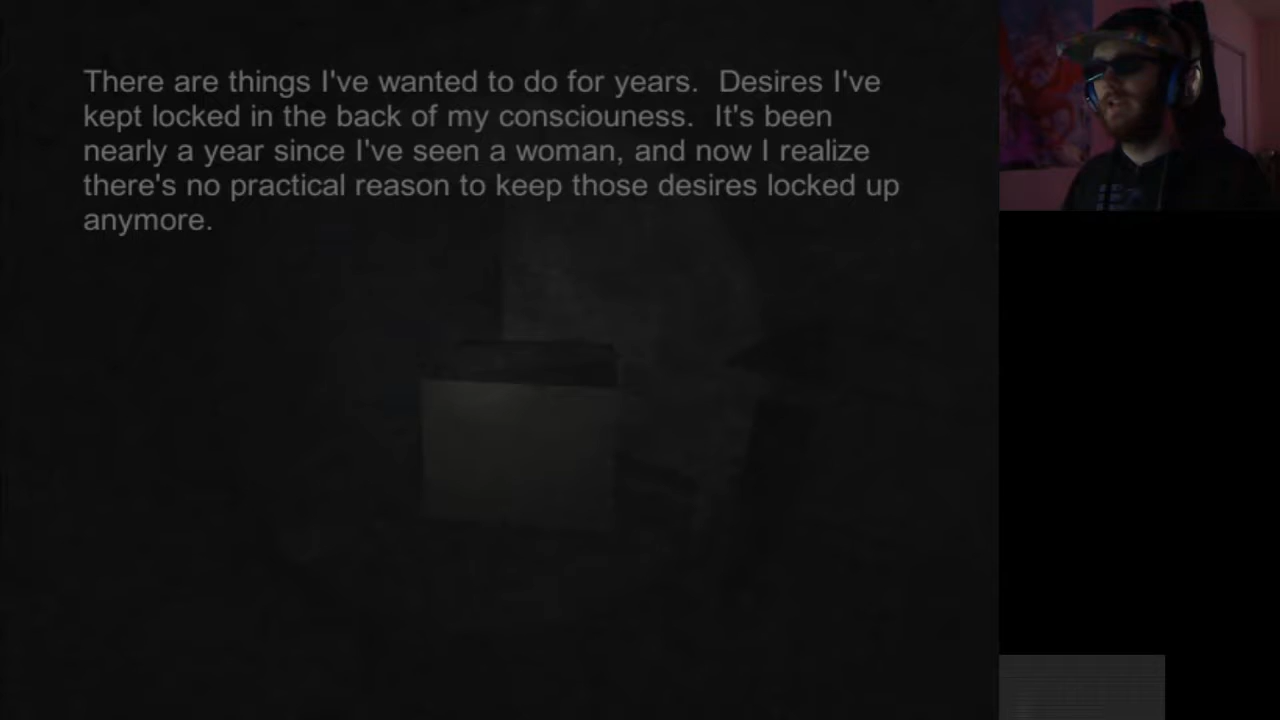 There are things I've wanted to do for years.  Desires I've
kept locked in the back of my consciouness.  It's been
nearly a year since I've seen a woman, and now I realize
there's no practical reason to keep those desires locked up
anymore.